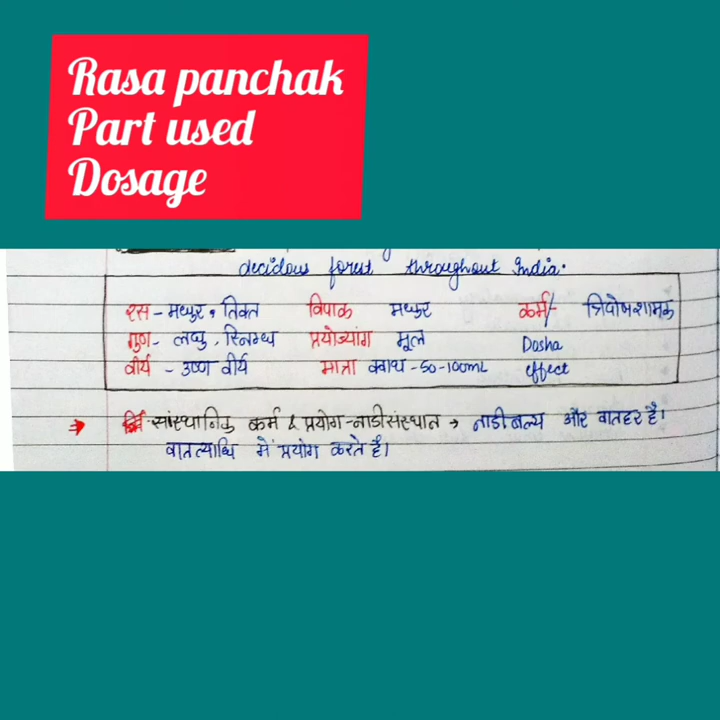 Rasa panchak
Part used
Dosage
decidous forest throughout India.
रस - मधुर, तिक्त विपाक मधुर कर्म/- त्रिदोषशामक
गुण - लघु, स्निग्ध प्रयोज्यांग मूल Dosha
वीर्य - उष्ण वीर्य मात्रा क्वाथ - 50-100mL effect
⇒ सांस्थानिक कर्म & प्रयोग - नाडीसंस्थान → नाडीबल्य और वातहर है।
वातव्याधि में प्रयोग करते है।